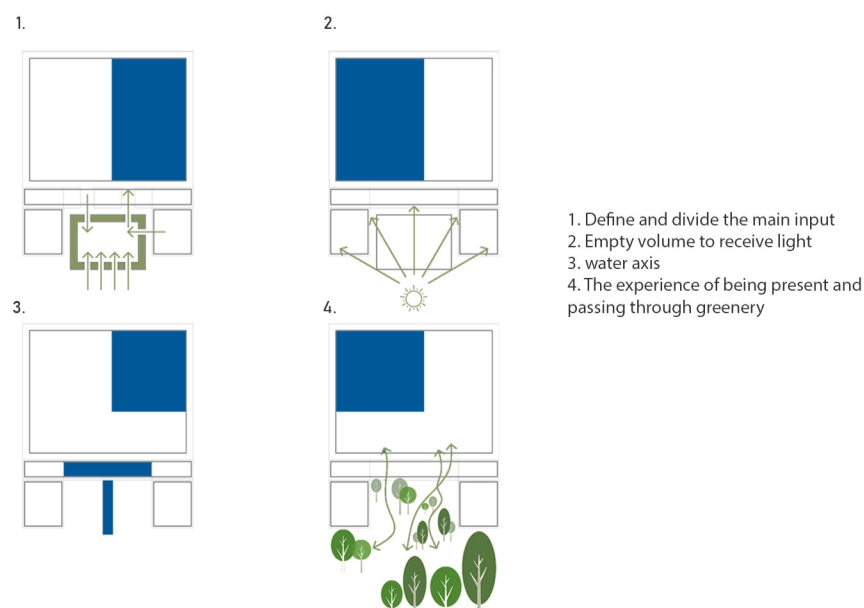 1.
2.
3.
4.
1. Define and divide the main input
2. Empty volume to receive light
3. water axis
4. The experience of being present and
passing through greenery